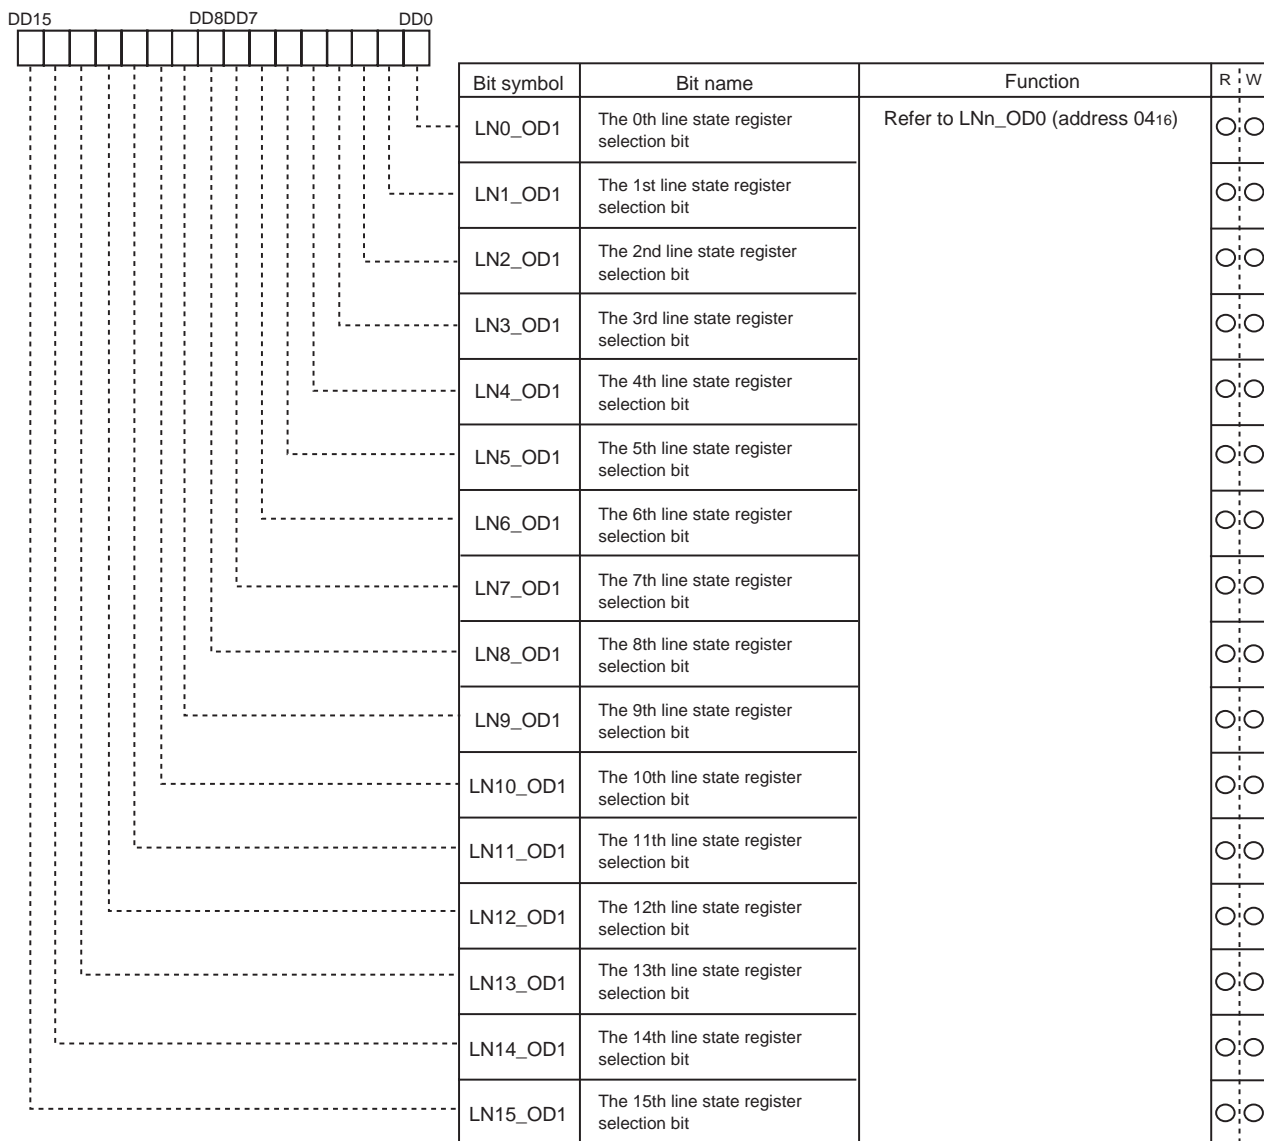 DD15 DD8DD7 DD0
Bit symbol Bit name Function R W
LN0_OD1 The 0th line state register Refer to LNn_OD0 (address 0416)
selection bit
LN1_OD1 The 1st line state register
selection bit
LN2_OD1 The 2nd line state register
selection bit
LN3_OD1 The 3rd line state register
selection bit
LN4_OD1 The 4th line state register
selection bit
LN5_OD1 The 5th line state register
selection bit
LN6_OD1 The 6th line state register
selection bit
LN7_OD1 The 7th line state register
selection bit
LN8_OD1 The 8th line state register
selection bit
LN9_OD1 The 9th line state register
selection bit
LN10_OD1 The 10th line state register
selection bit
LN11_OD1 The 11th line state register
selection bit
LN12_OD1 The 12th line state register
selection bit
LN13_OD1 The 13th line state register
selection bit
LN14_OD1 The 14th line state register
selection bit
LN15_OD1 The 15th line state register
selection bit